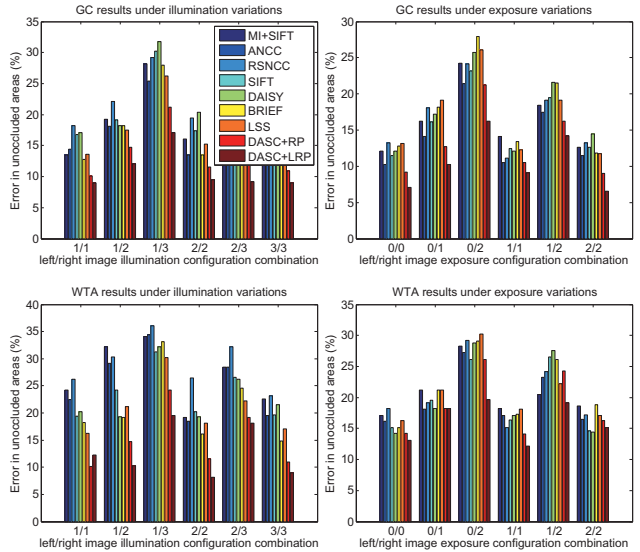 GC results under illumination variations
Error in unoccluded areas (%)
35
30
25
20
15
10
5
0
MI+SIFT
ANCC
RSNCC
SIFT
DAISY
BRIEF
LSS
DASC+RP
DASC+LRP
1/1 1/2 1/3 2/2 2/3 3/3
left/right image illumination configuration combination
GC results under exposure variations
Error in unoccluded areas (%)
30
25
20
15
10
5
0
0/0 0/1 0/2 1/1 1/2 2/2
left/right image exposure configuration combination
WTA results under illumination variations
Error in unoccluded areas (%)
40
35
30
25
20
15
10
5
0
1/1 1/2 1/3 2/2 2/3 3/3
left/right image illumination configuration combination
WTA results under exposure variations
Error in unoccluded areas (%)
35
30
25
20
15
10
5
0
0/0 0/1 0/2 1/1 1/2 2/2
left/right image exposure configuration combination